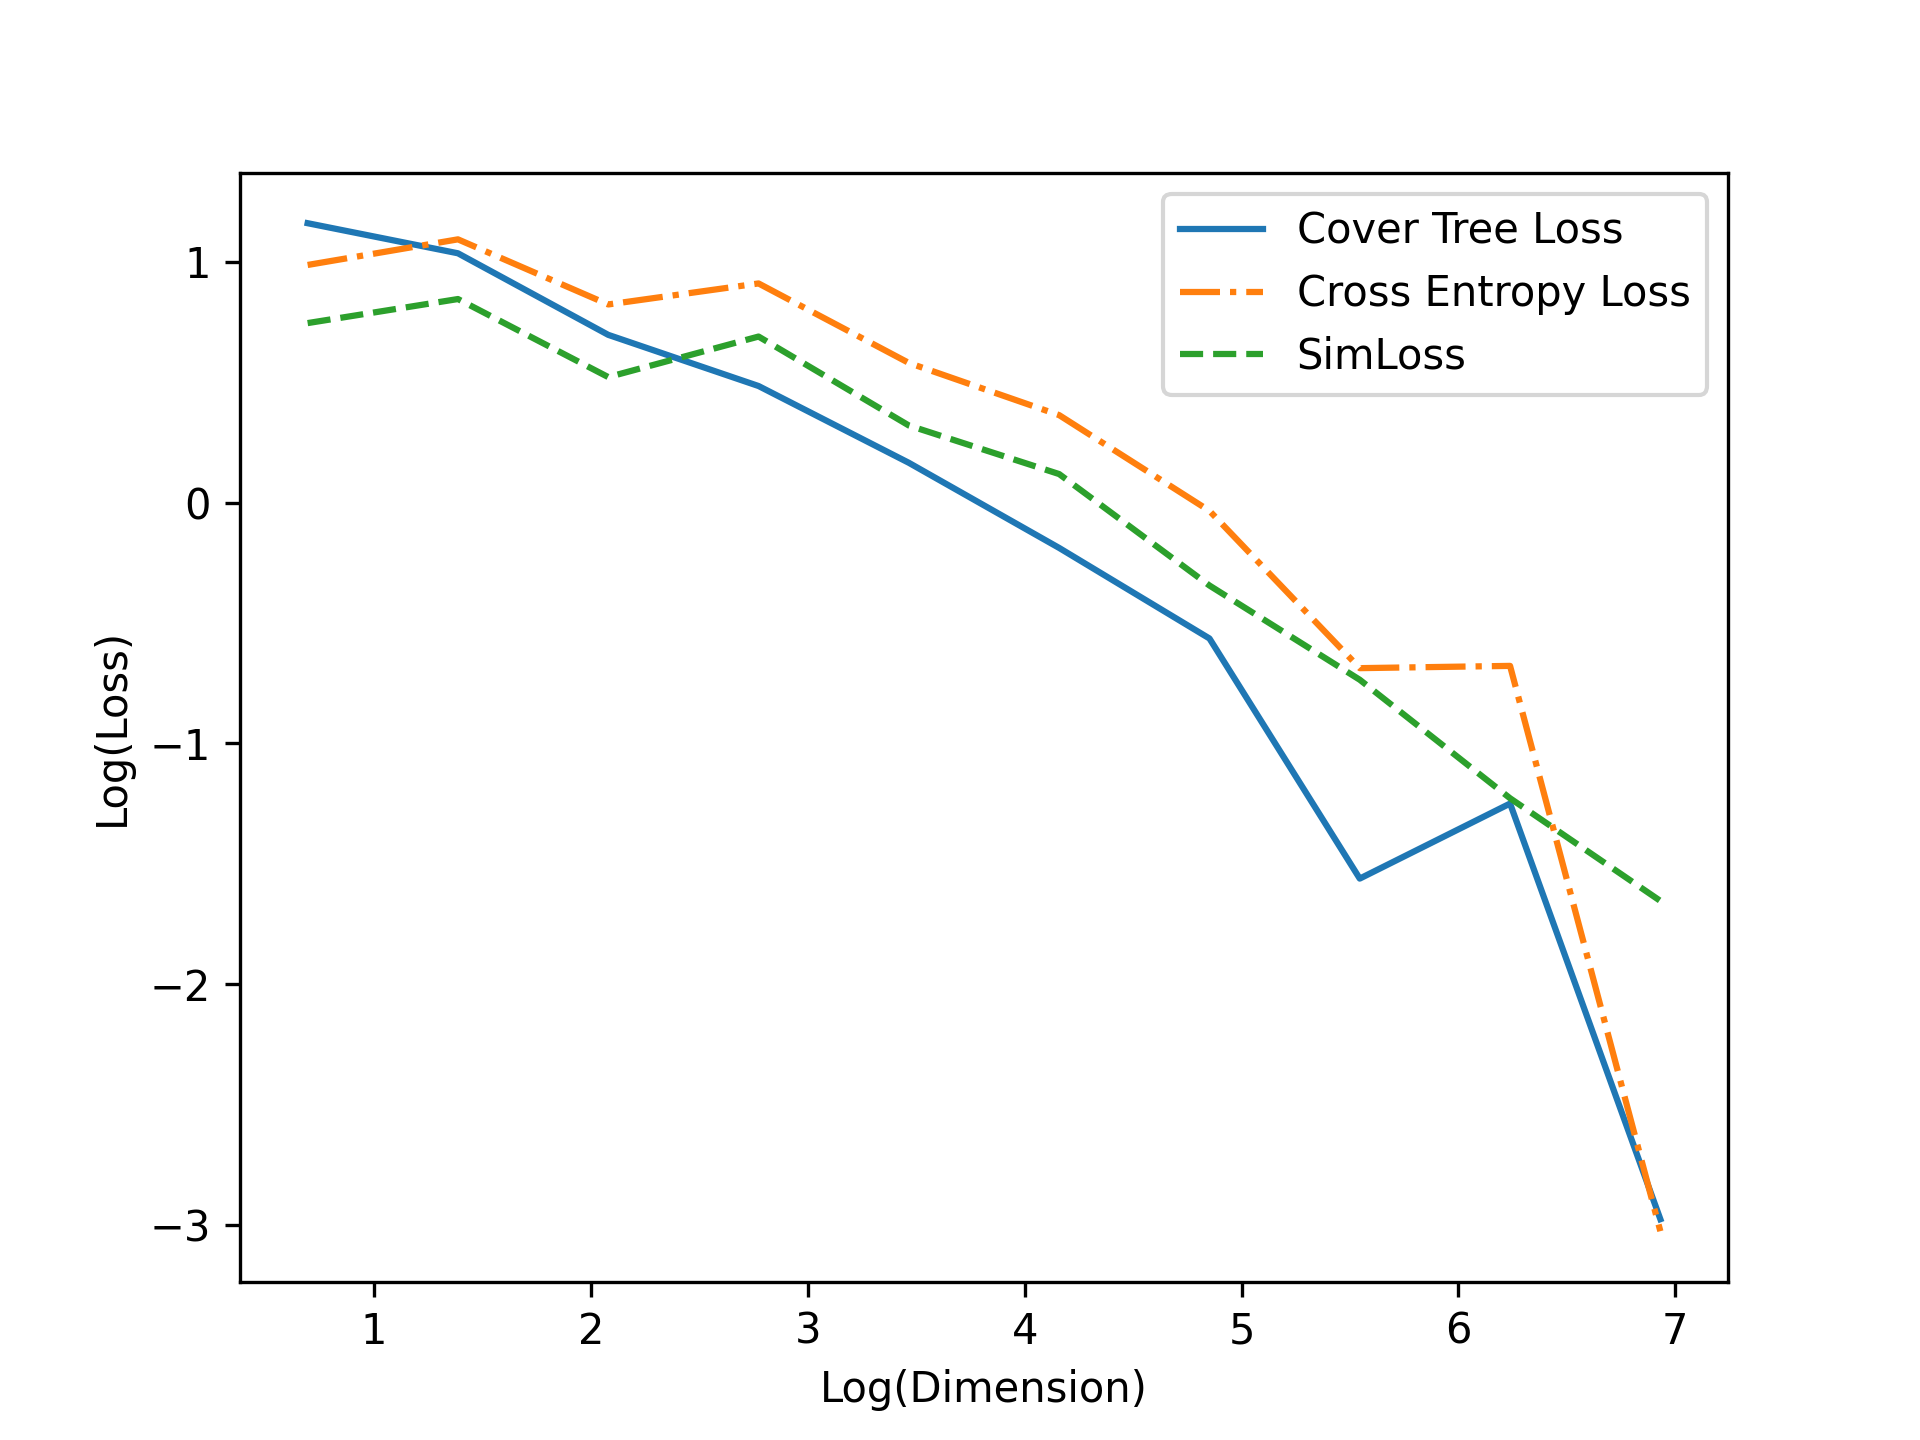 Cover Tree Loss
Cross Entropy Loss
SimLoss
1
0
−1
−2
−3
Log(Loss)
1 2 3 4 5 6 7
Log(Dimension)